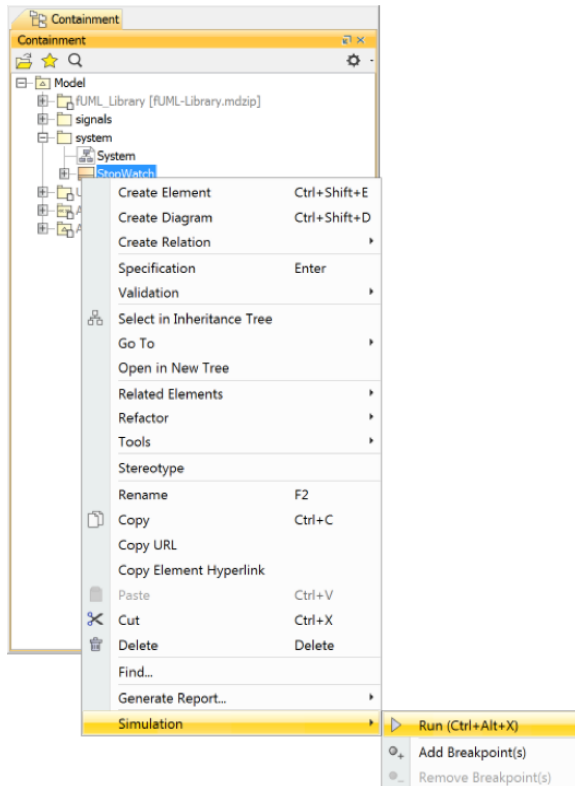 Containment
Containment
Model
fUML_Library [fUML-Library.mdzip]
signals
system
System
StopWatch
U
A
A
Create Element Ctrl+Shift+E
Create Diagram Ctrl+Shift+D
Create Relation
Specification Enter
Validation
Select in Inheritance Tree
Go To
Open in New Tree
Related Elements
Refactor
Tools
Stereotype
Rename F2
Copy Ctrl+C
Copy URL
Copy Element Hyperlink
Paste Ctrl+V
Cut Ctrl+X
Delete Delete
Find...
Generate Report...
Simulation
Run (Ctrl+Alt+X)
Add Breakpoint(s)
Remove Breakpoint(s)